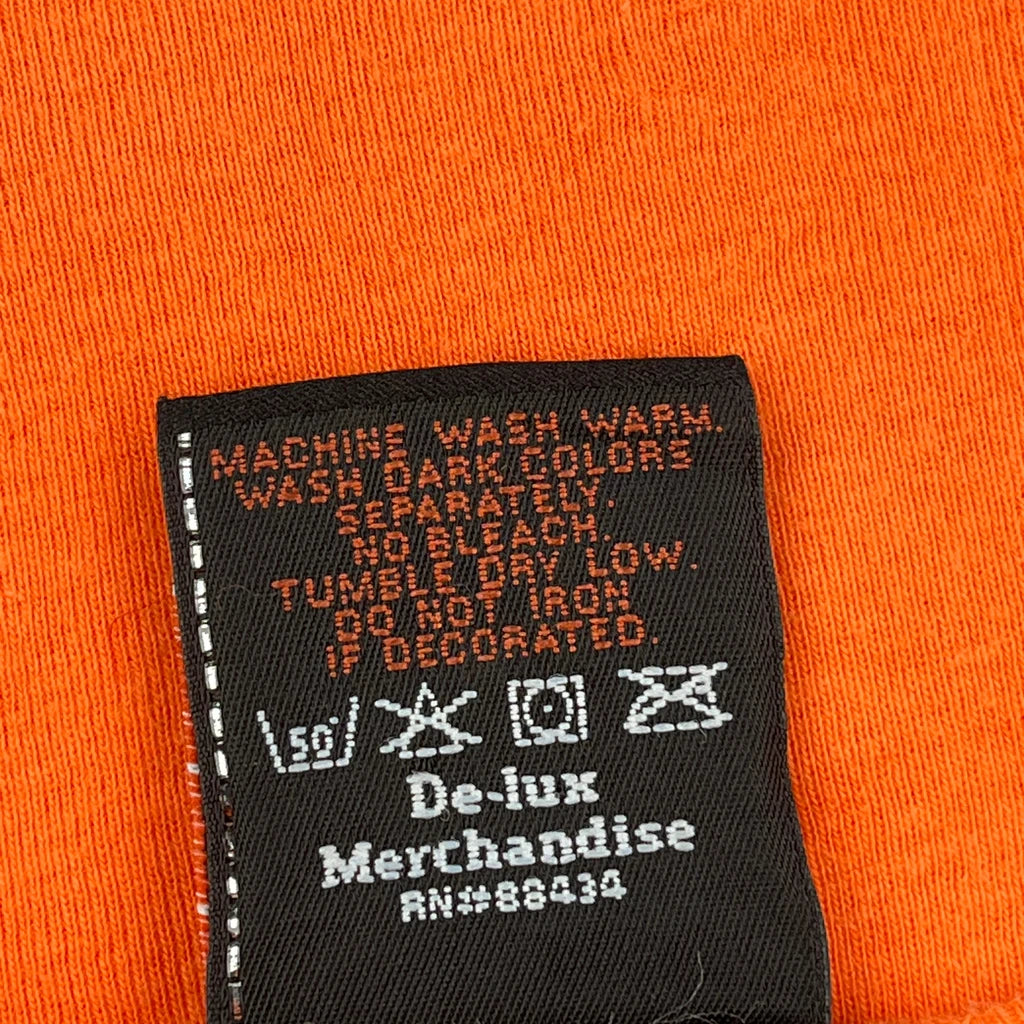 MACHINE WASH WARM.
WASH DARK COLORS
SEPARATELY.
NO BLEACH.
TUMBLE DRY LOW.
DO NOT IRON
IF DECORATED.
50°
De-lux
Merchandise
RN#88434